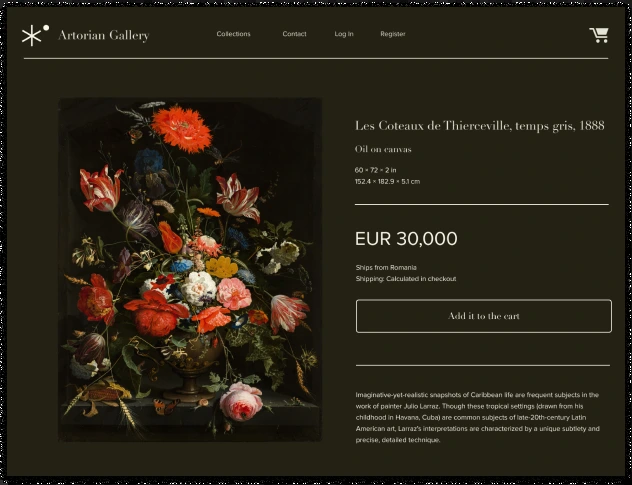 Artorian Gallery
Collections
Contact
Log In
Register
Les Coteaux de Thierceville, temps gris, 1888
Oil on canvas
60 × 72 × 2 in
152.4 × 182.9 × 5.1 cm
EUR 30,000
Ships from Romania
Shipping: Calculated in checkout
Add it to the cart
Imaginative-yet-realistic snapshots of Caribbean life are frequent subjects in the
work of painter Julio Larraz. Though these tropical settings (drawn from his
childhood in Havana, Cuba) are common subjects of late-20th-century Latin
American art, Larraz's interpretations are characterized by a unique subtlety and
precise, detailed technique.